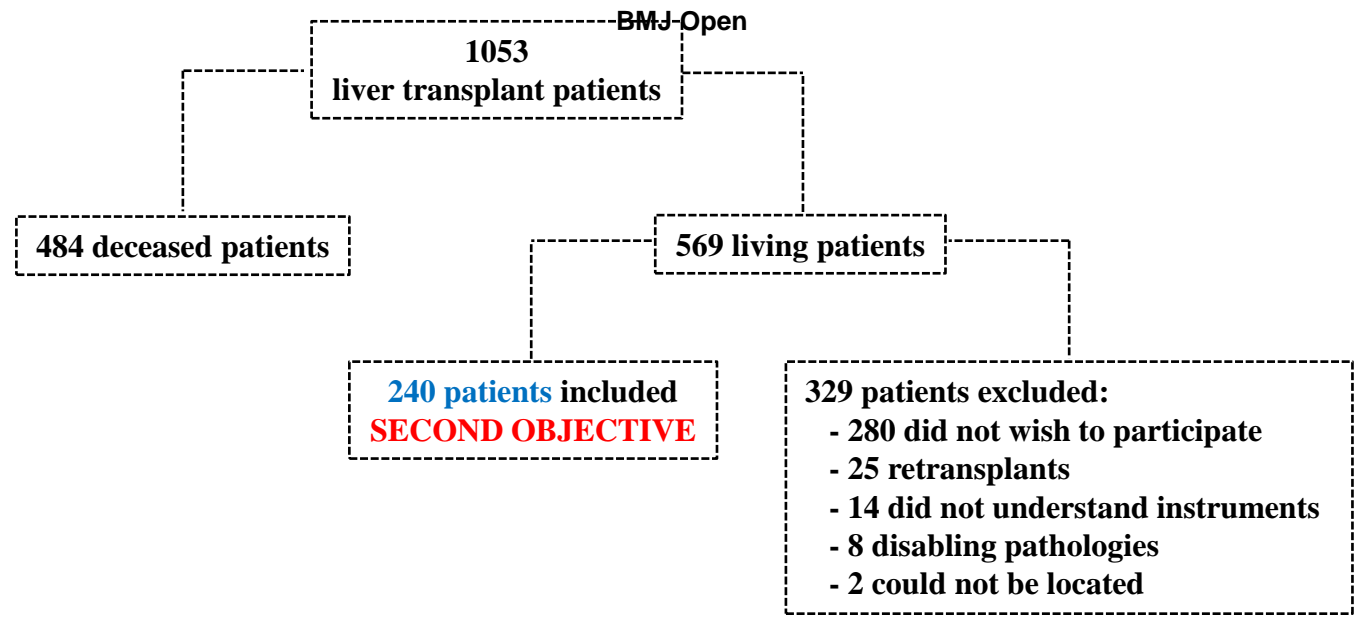 BMJ Open
1053
liver transplant patients
484 deceased patients
569 living patients
240 patients included
SECOND OBJECTIVE
329 patients excluded:
- 280 did not wish to participate
- 25 retransplants
- 14 did not understand instruments
- 8 disabling pathologies
- 2 could not be located